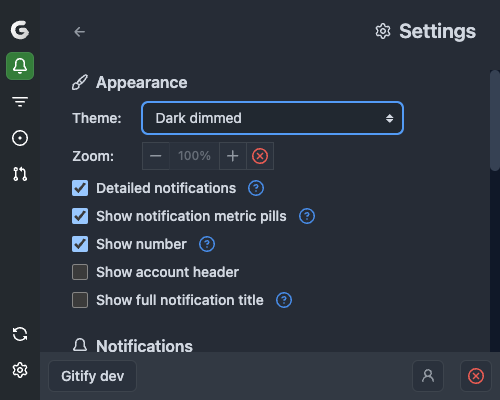 Settings
Appearance
Theme: Dark dimmed
Zoom: 100%
Detailed notifications
Show notification metric pills
Show number
Show account header
Show full notification title
Notifications
Gitify dev